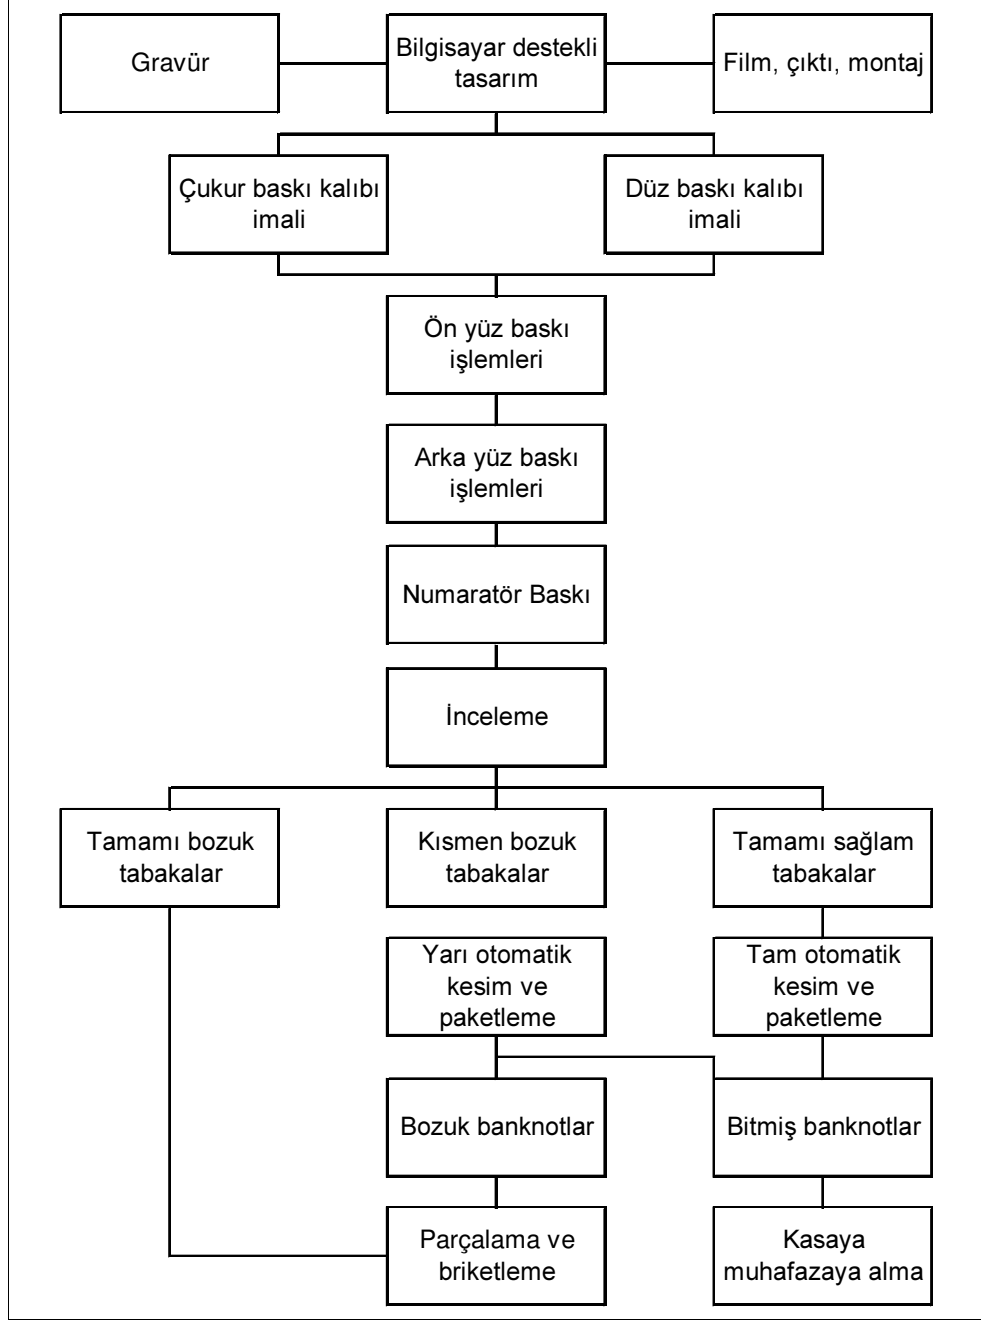 Gravür
Bilgisayar destekli
tasarım
Film, çıktı, montaj
Çukur baskı kalıbı
imali
Düz baskı kalıbı
imali
Ön yüz baskı
işlemleri
Arka yüz baskı
işlemleri
Numaratör Baskı
İnceleme
Tamamı bozuk
tabakalar
Kısmen bozuk
tabakalar
Tamamı sağlam
tabakalar
Yarı otomatik
kesim ve
paketleme
Tam otomatik
kesim ve
paketleme
Bozuk banknotlar
Bitmiş banknotlar
Parçalama ve
briketleme
Kasaya
muhafazaya alma